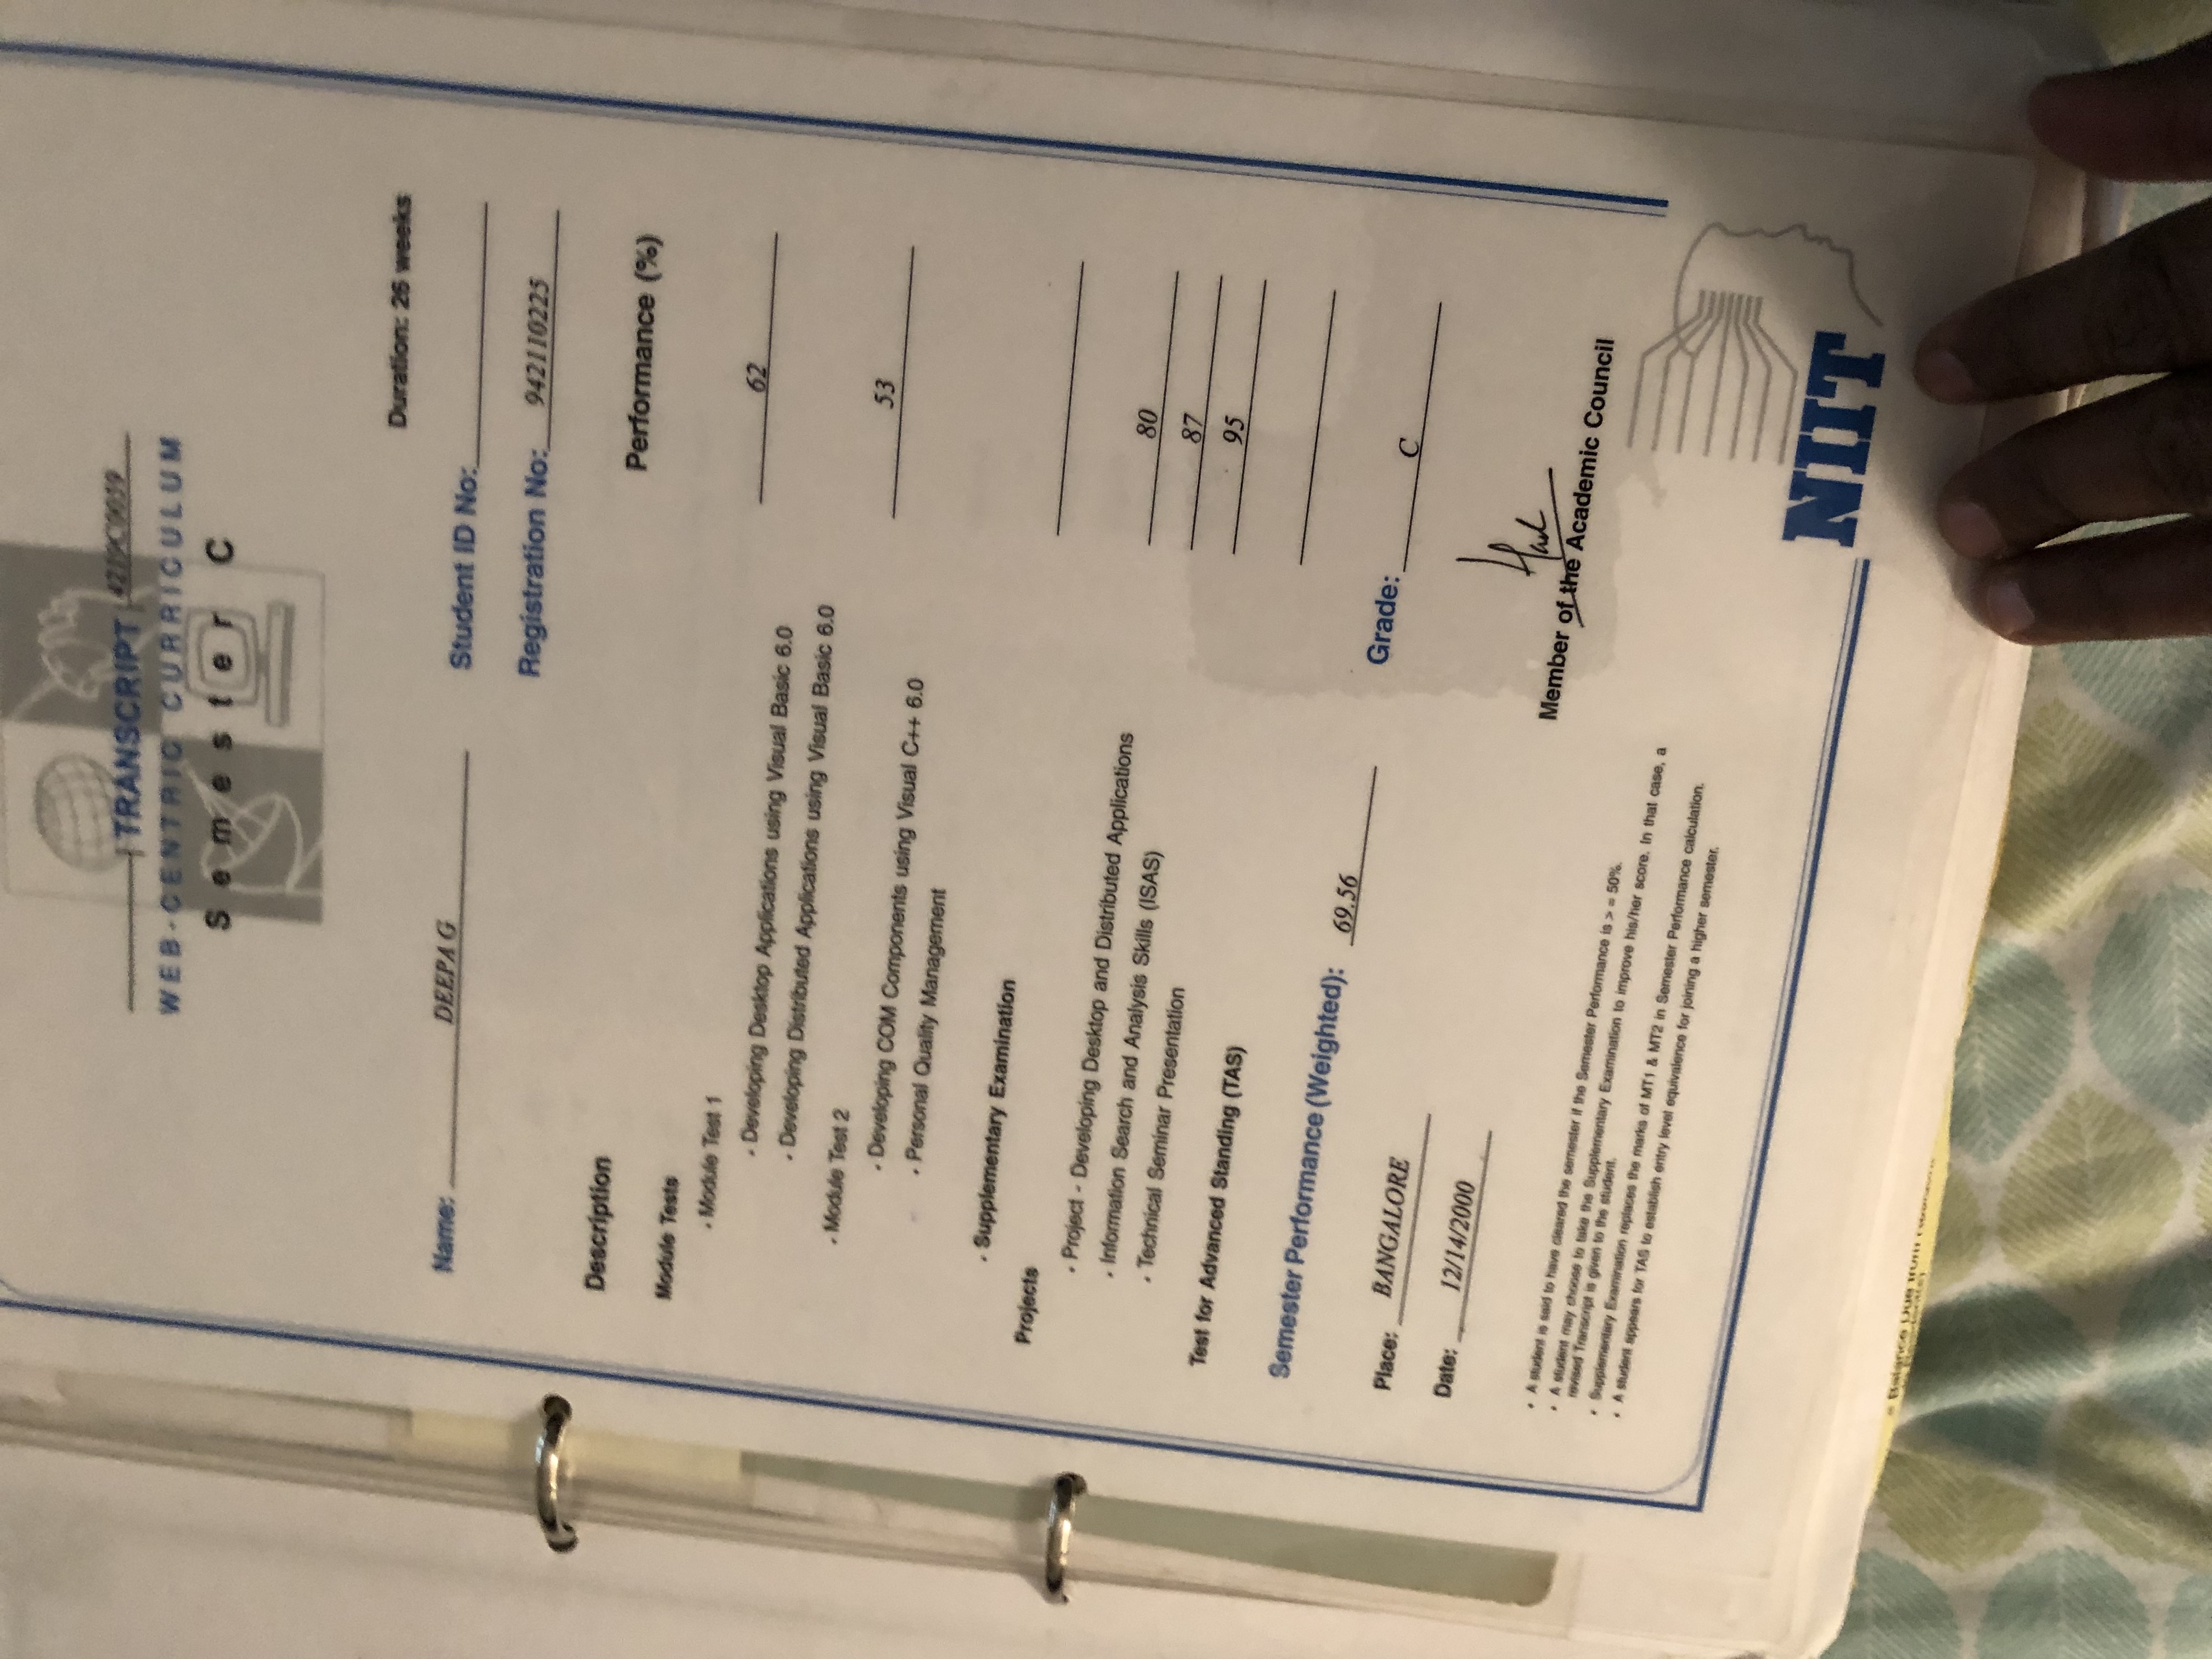 TRANSCRIPT
WEB-CENTRIC CURRICULUM
Semester C
Duration: 26 weeks
Name: DEEPA G
Student ID No:
Registration No: 942110225
Description
Performance (%)
Module Tests
• Module Test 1 62
• Developing Desktop Applications using Visual Basic 6.0
• Developing Distributed Applications using Visual Basic 6.0
• Module Test 2 53
• Developing COM Components using Visual C++ 6.0
• Personal Quality Management
• Supplementary Examination
Projects
• Project - Developing Desktop and Distributed Applications 80
• Information Search and Analysis Skills (ISAS) 87
• Technical Seminar Presentation 95
Test for Advanced Standing (TAS)
Semester Performance (Weighted): 69.56
Grade: C
Place: BANGALORE
Date: 12/14/2000
Member of the Academic Council
• A student is said to have cleared the semester if the Semester Performance is > = 50%.
• A student may choose to take the Supplementary Examination to improve his/her score. In that case, a
revised Transcript is given to the student.
• Supplementary Examination replaces the marks of MT1 & MT2 in Semester Performance calculation.
• A student appears for TAS to establish entry level equivalence for joining a higher semester.
NIIT
= Balance Due from